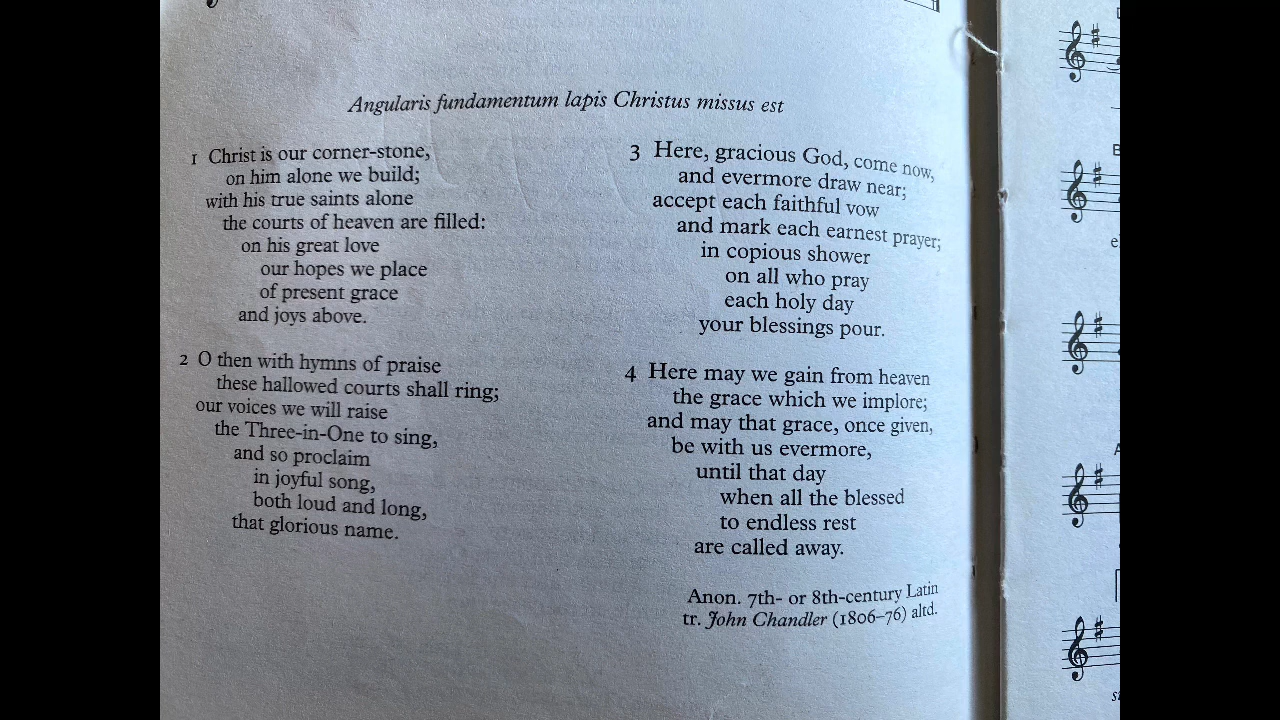 Angularis fundamentum lapis Christus missus est
1 Christ is our corner-stone,
on him alone we build;
with his true saints alone
the courts of heaven are filled:
on his great love
our hopes we place
of present grace
and joys above.
2 O then with hymns of praise
these hallowed courts shall ring;
our voices we will raise
the Three-in-One to sing,
and so proclaim
in joyful song,
both loud and long,
that glorious name.
3 Here, gracious God, come now,
and evermore draw near;
accept each faithful vow
and mark each earnest prayer;
in copious shower
on all who pray
each holy day
your blessings pour.
4 Here may we gain from heaven
the grace which we implore;
and may that grace, once given,
be with us evermore,
until that day
when all the blessed
to endless rest
are called away.
Anon. 7th- or 8th-century Latin
tr. John Chandler (1806–76) altd.